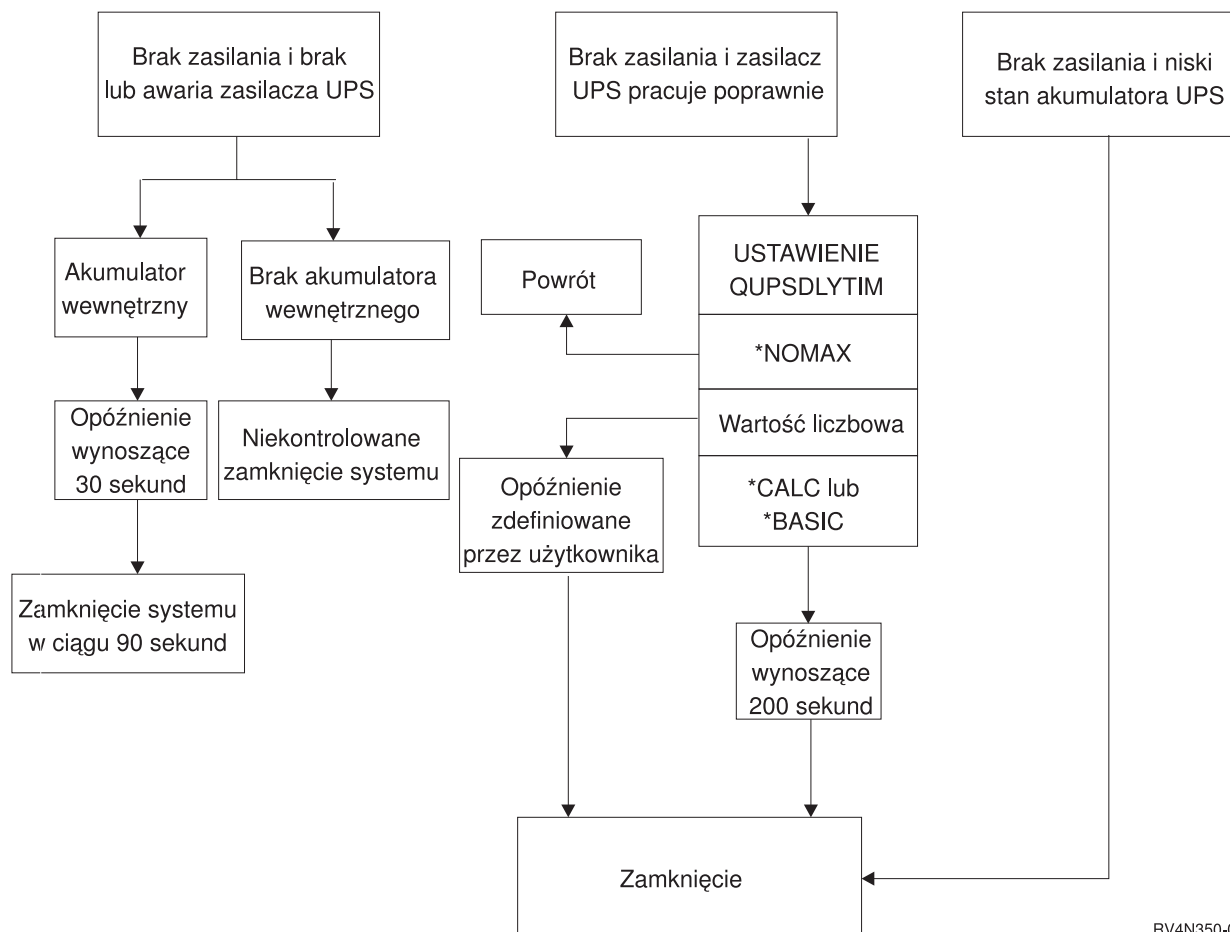 Brak zasilania i brak
lub awaria zasilacza UPS
Brak zasilania i zasilacz
UPS pracuje poprawnie
Brak zasilania i niski
stan akumulatora UPS
Akumulator
wewnętrzny
Brak akumulatora
wewnętrznego
Powrót
USTAWIENIE
QUPSDLYTIM
*NOMAX
Wartość liczbowa
*CALC lub
*BASIC
Opóźnienie
wynoszące
30 sekund
Niekontrolowane
zamknięcie systemu
Opóźnienie
zdefiniowane
przez użytkownika
Zamknięcie systemu
w ciągu 90 sekund
Opóźnienie
wynoszące
200 sekund
Zamknięcie
RV4N350-